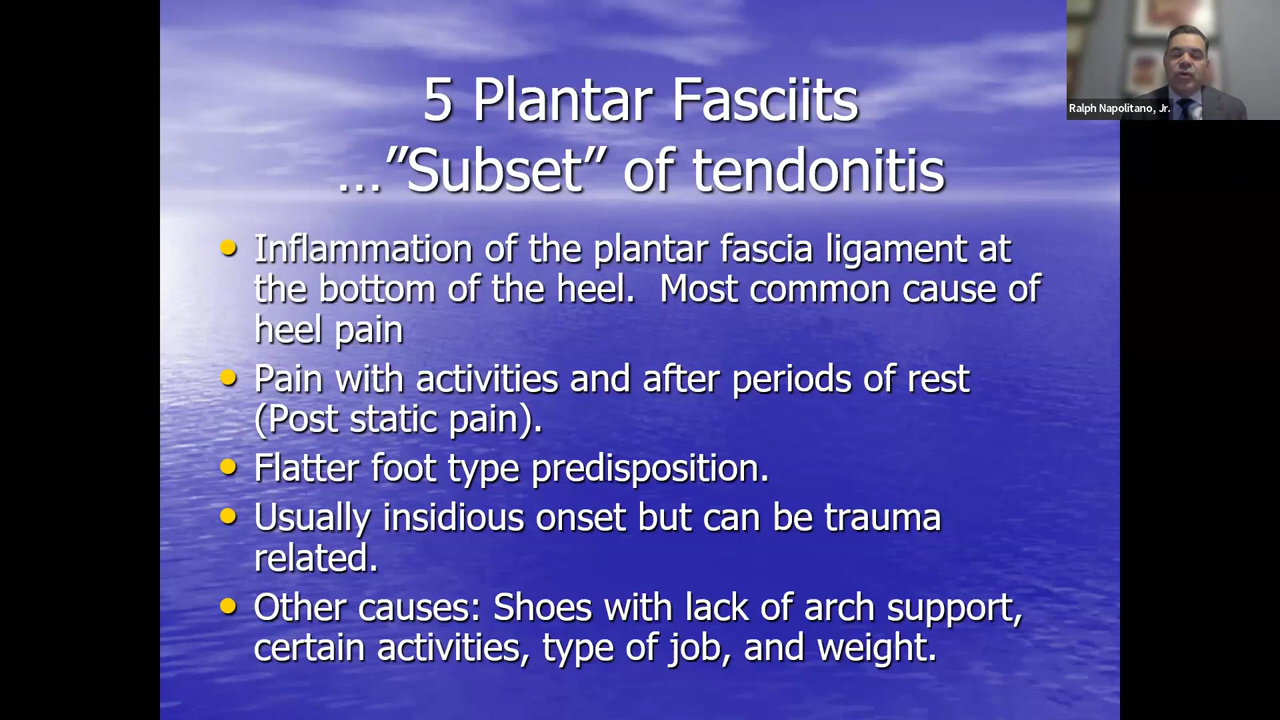 5 Plantar Fasciits
…”Subset” of tendonitis
Inflammation of the plantar fascia ligament at
the bottom of the heel. Most common cause of
heel pain
Pain with activities and after periods of rest
(Post static pain).
Flatter foot type predisposition.
Usually insidious onset but can be trauma
related.
Other causes: Shoes with lack of arch support,
certain activities, type of job, and weight.
Ralph Napolitano, Jr.